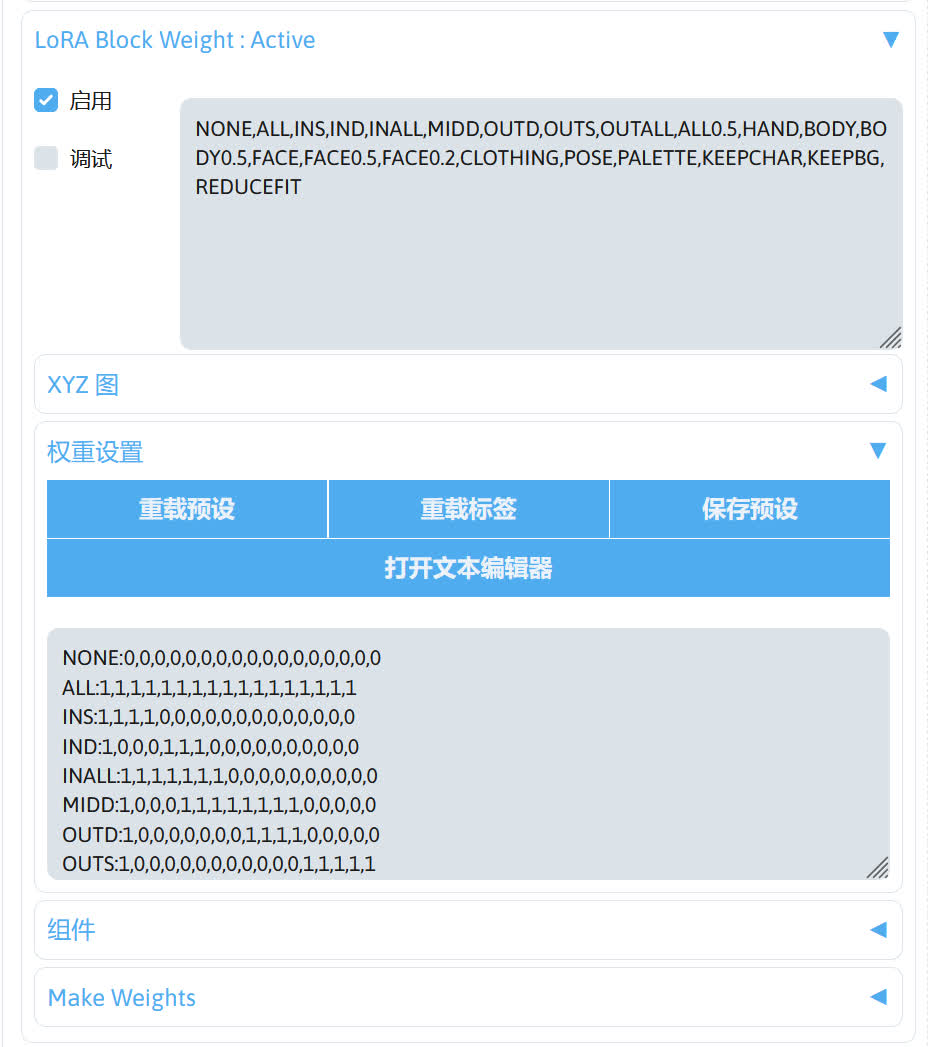 LoRA Block Weight : Active
启用
调试
NONE,ALL,INS,IND,INALL,MIDD,OUTD,OUTS,OUTALL,ALL0.5,HAND,BODY,BO
DY0.5,FACE,FACE0.5,FACE0.2,CLOTHING,POSE,PALETTE,KEEPCHAR,KEEPBG,
REDUCEFIT
XYZ 图
权重设置
重载预设
重载标签
保存预设
打开文本编辑器
NONE:0,0,0,0,0,0,0,0,0,0,0,0,0,0,0,0,0
ALL:1,1,1,1,1,1,1,1,1,1,1,1,1,1,1,1,1
INS:1,1,1,1,0,0,0,0,0,0,0,0,0,0,0,0,0
IND:1,0,0,0,1,1,1,0,0,0,0,0,0,0,0,0,0
INALL:1,1,1,1,1,1,1,0,0,0,0,0,0,0,0,0,0
MIDD:1,0,0,0,1,1,1,1,1,1,1,1,0,0,0,0,0
OUTD:1,0,0,0,0,0,0,0,1,1,1,1,0,0,0,0,0
OUTS:1,0,0,0,0,0,0,0,0,0,0,0,1,1,1,1,1
组件
Make Weights